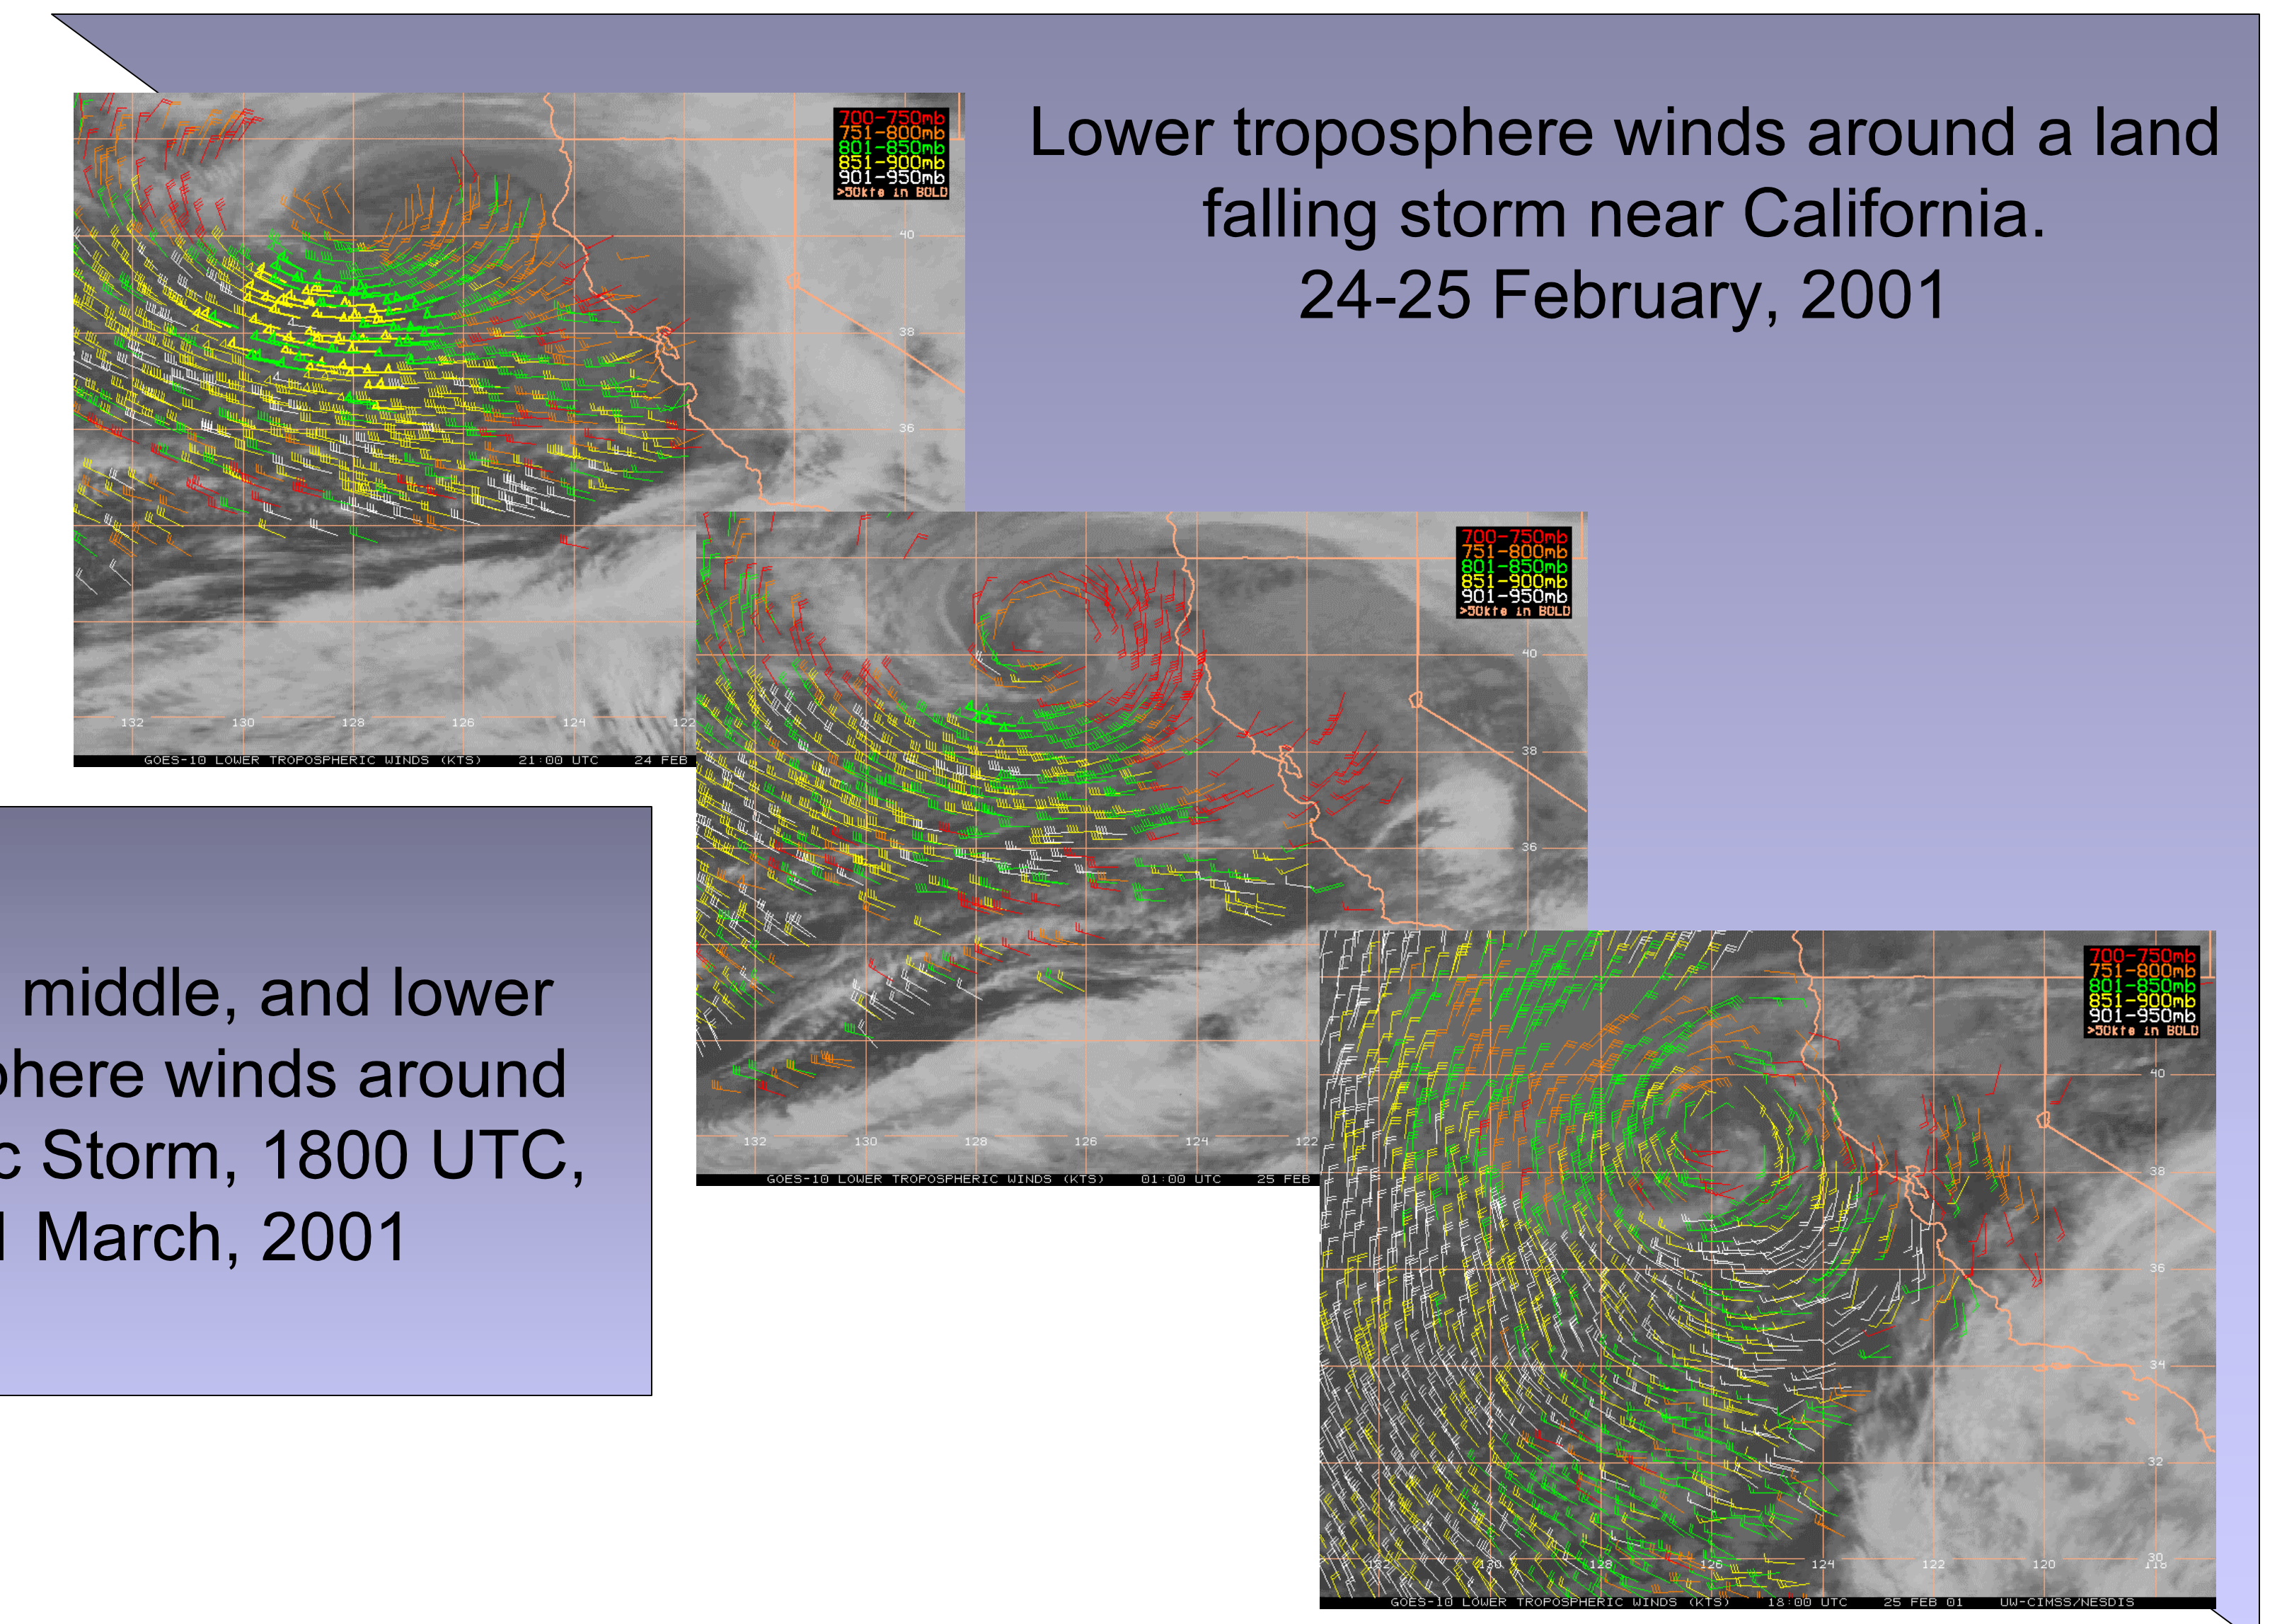 Lower troposphere winds around a land
falling storm near California.
24-25 February, 2001
700-750mb
751-800mb
801-850mb
851-900mb
901-950mb
>50kts in BOLD
40
38
36
132 130 128 126 124 122
GOES-10 LOWER TROPOSPHERIC WINDS (KTS) 21:00 UTC 24 FEB
700-750mb
751-800mb
801-850mb
851-900mb
901-950mb
>50kts in BOLD
40
38
36
132 130 128 126 124 122
GOES-10 LOWER TROPOSPHERIC WINDS (KTS) 01:00 UTC 25 FEB
middle, and lower
phere winds around
c Storm, 1800 UTC,
March, 2001
700-750mb
751-800mb
801-850mb
851-900mb
901-950mb
>50kts in BOLD
40
38
36
34
32
30
132 130 128 126 124 122 120 118
GOES-10 LOWER TROPOSPHERIC WINDS (KTS) 18:00 UTC 25 FEB 01 UW-CIMSS/NESDIS